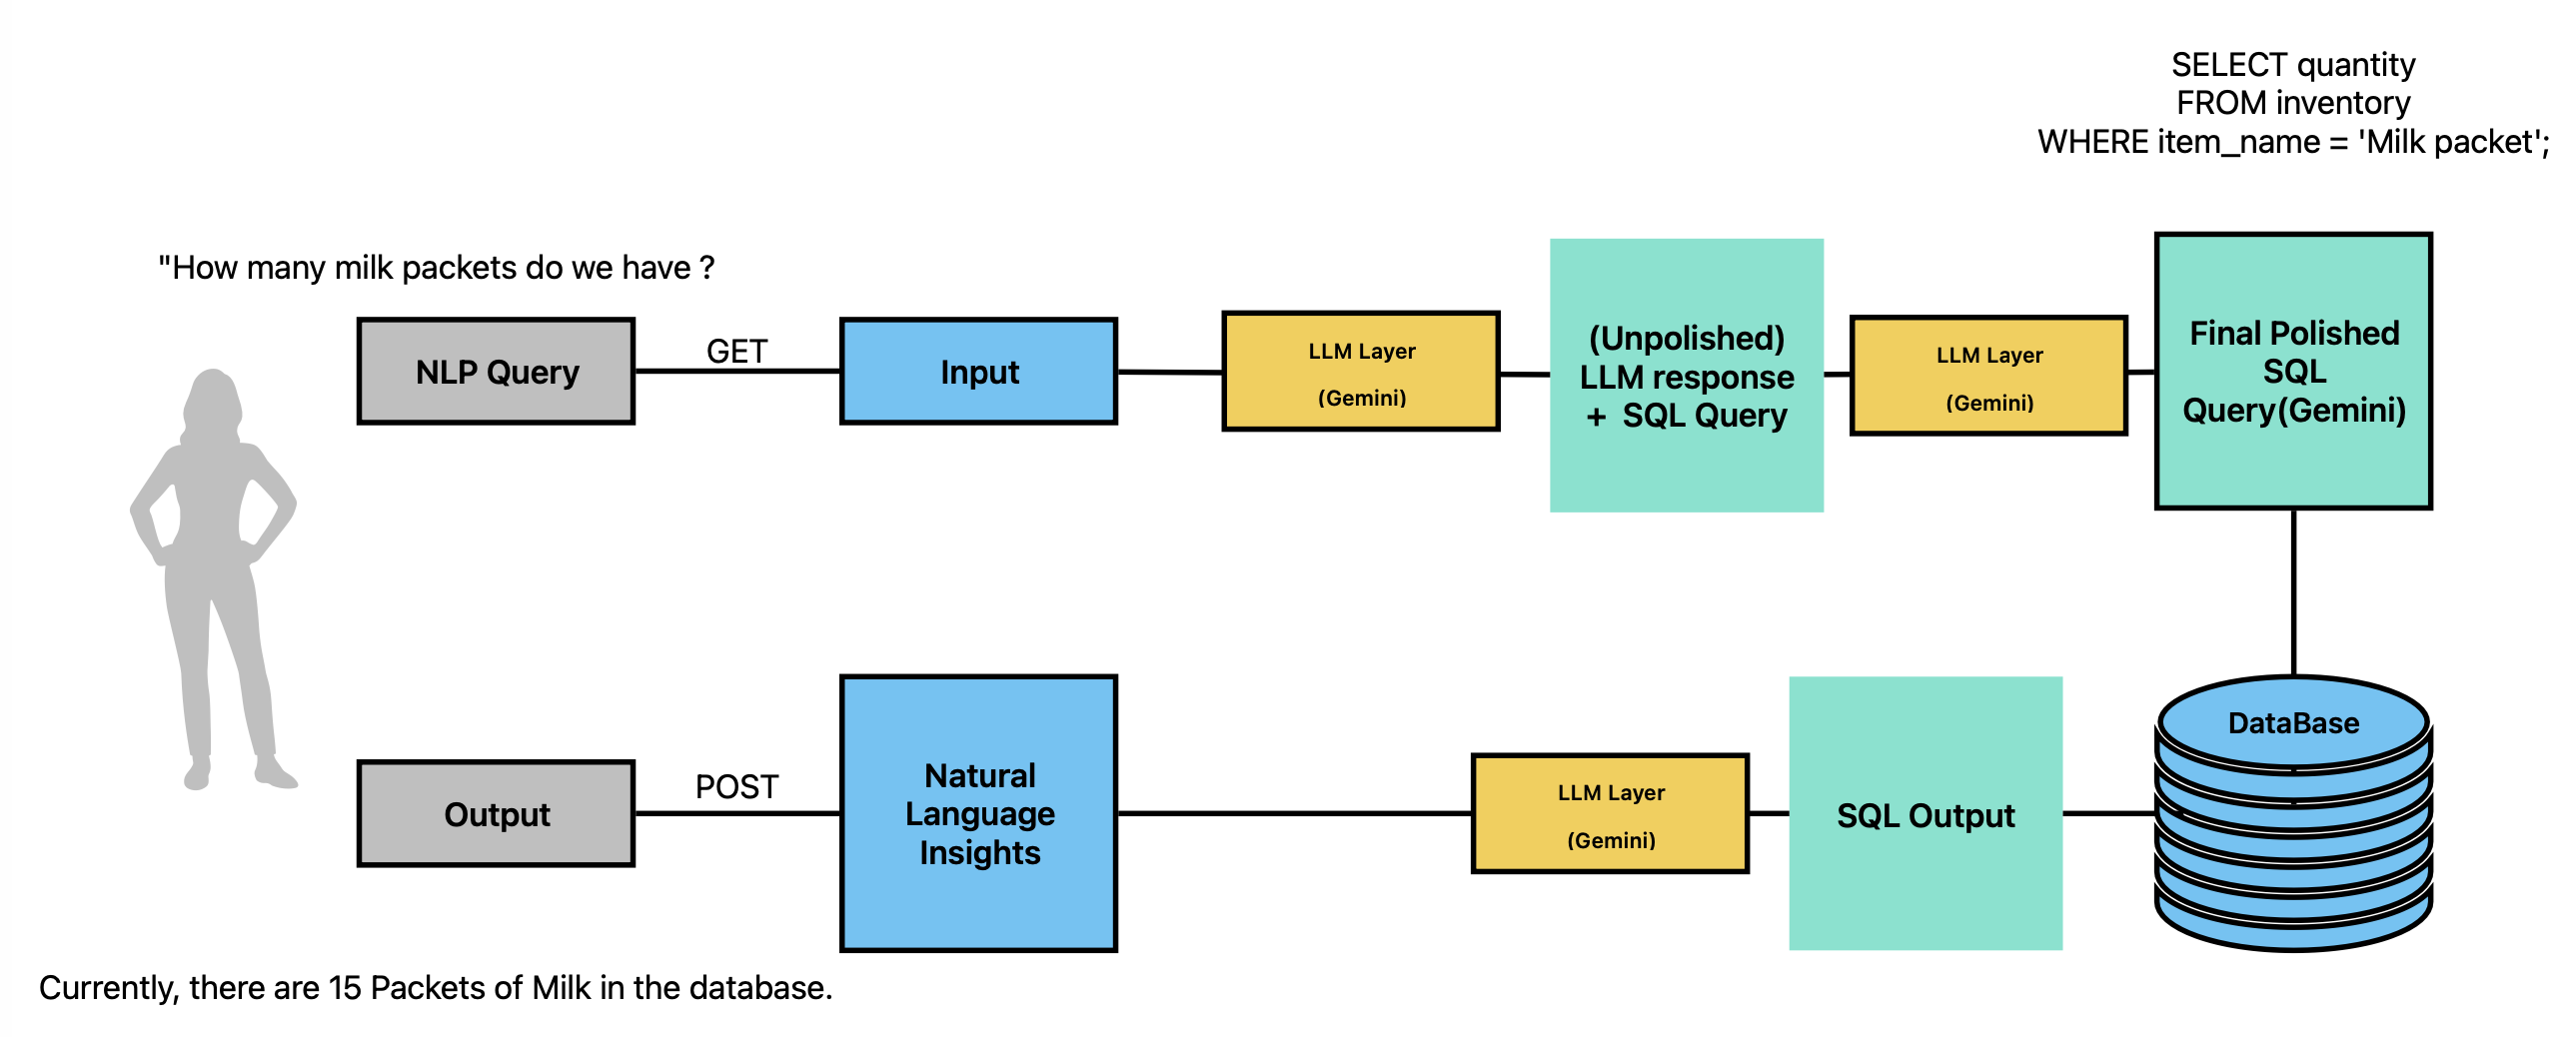 SELECT quantity
FROM inventory
WHERE item_name = 'Milk packet';
"How many milk packets do we have ?
NLP Query
GET
Input
LLM Layer
(Gemini)
(Unpolished)
LLM response
+ SQL Query
LLM Layer
(Gemini)
Final Polished
SQL
Query(Gemini)
DataBase
Output
POST
Natural
Language
Insights
LLM Layer
(Gemini)
SQL Output
Currently, there are 15 Packets of Milk in the database.